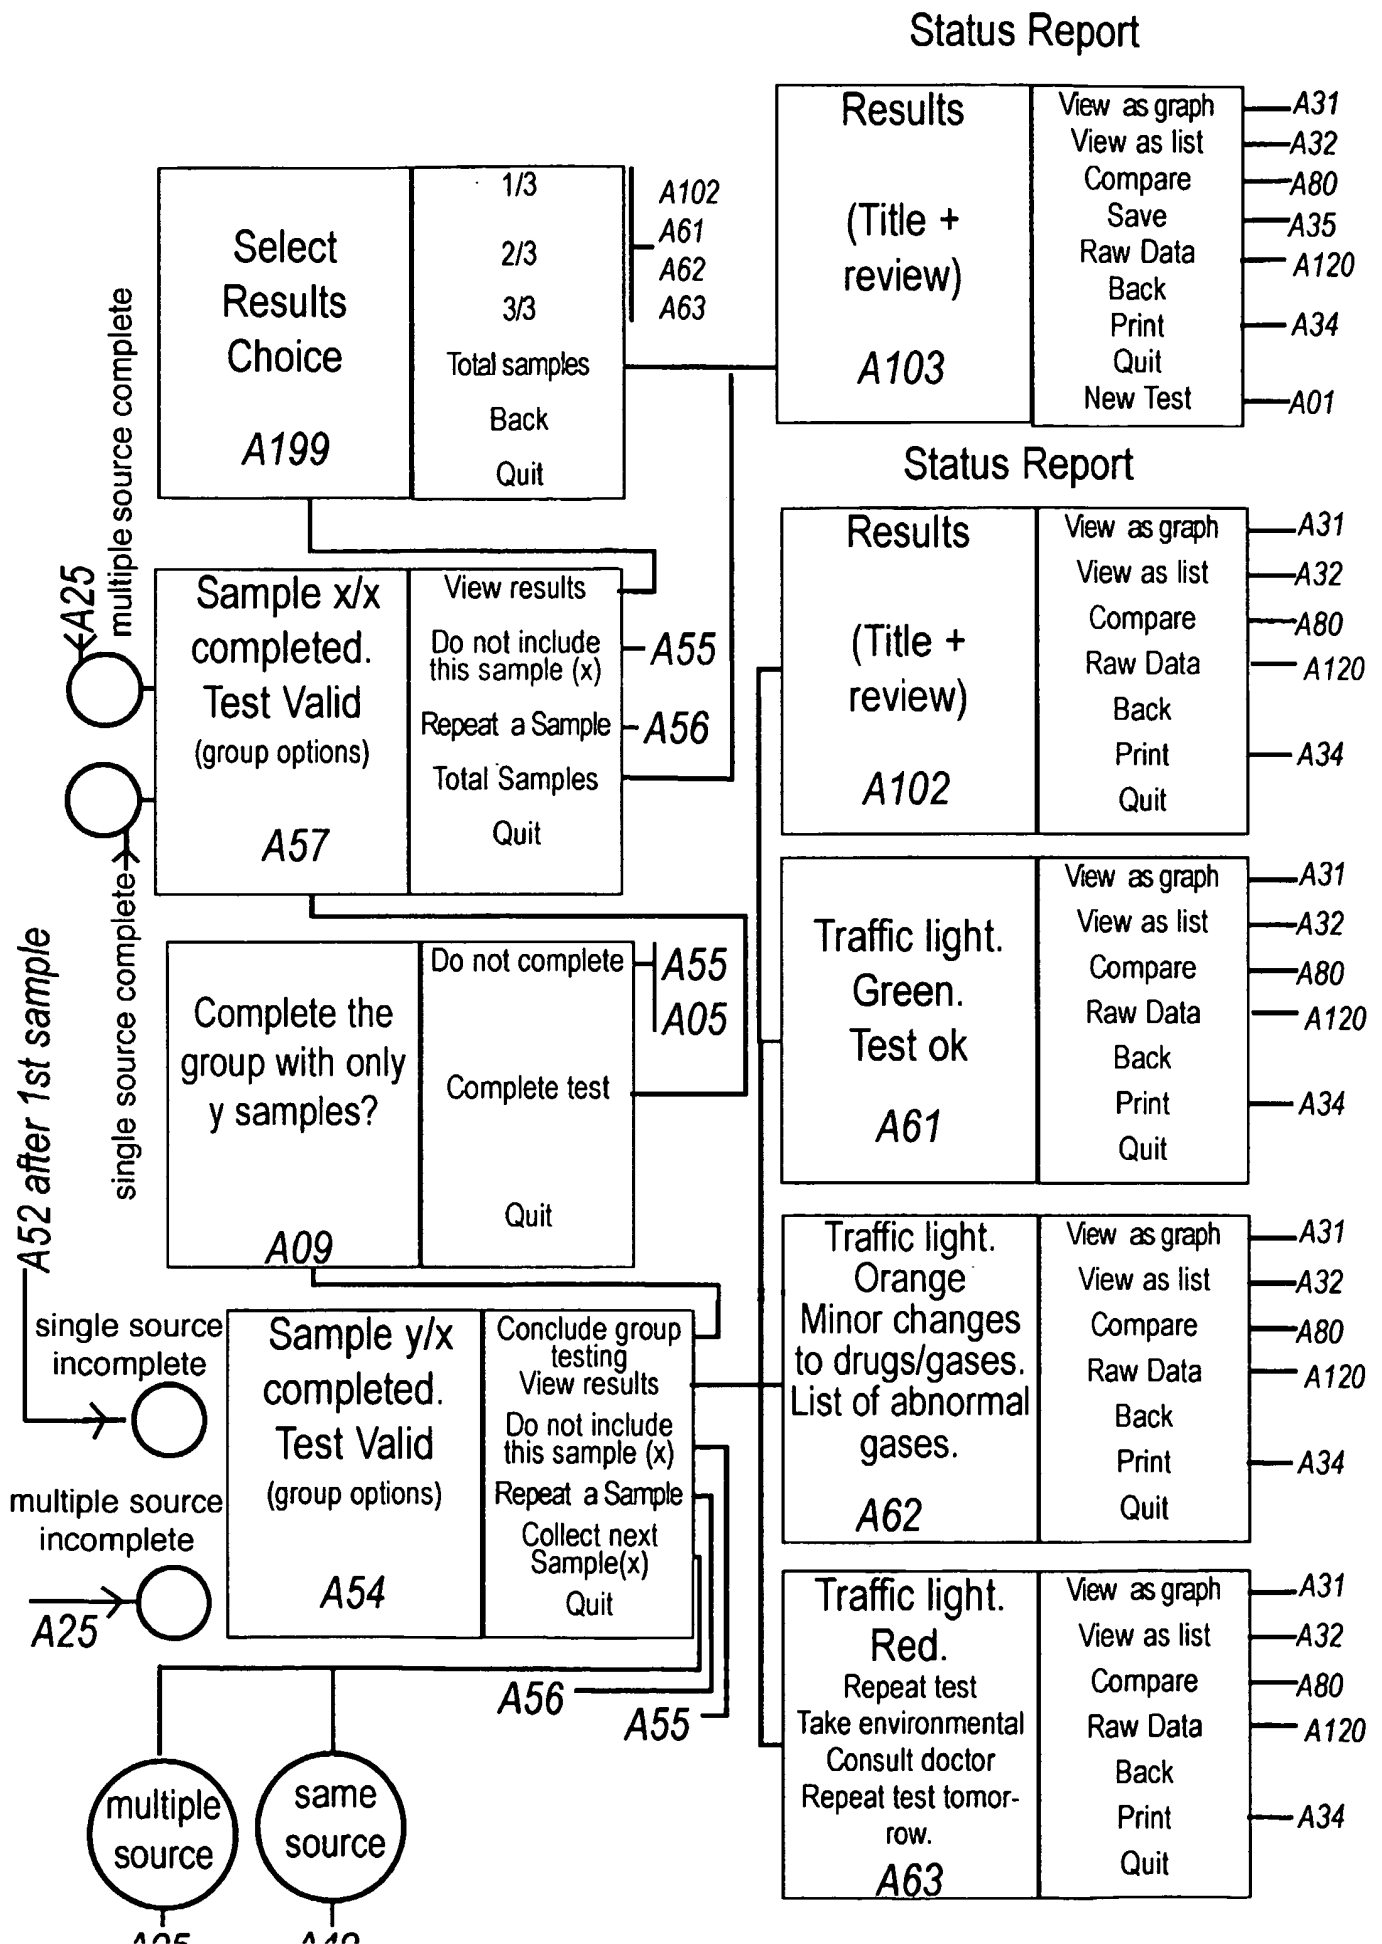 Status Report
Results
(Title +
review)
A103
View as graph
View as list
Compare
Save
Raw Data
Back
Print
Quit
New Test
A31
A32
A80
A35
A120
A34
A01
Select
Results
Choice
A199
1/3
2/3
3/3
Total samples
Back
Quit
A102
A61
A62
A63
multiple source complete
A25
Sample x/x
completed.
Test Valid
(group options)
A57
View results
Do not include
this sample (x)
Repeat a Sample
Total Samples
Quit
A55
A56
single source complete
Status Report
Results
(Title +
review)
A102
View as graph
View as list
Compare
Raw Data
Back
Print
Quit
A31
A32
A80
A120
A34
A52 after 1st sample
Complete the
group with only
y samples?
A09
Do not complete
Complete test
Quit
A55
A05
Traffic light.
Green.
Test ok
A61
View as graph
View as list
Compare
Raw Data
Back
Print
Quit
A31
A32
A80
A120
A34
single source
incomplete
multiple source
incomplete
A25
Sample y/x
completed.
Test Valid
(group options)
A54
Conclude group
testing
View results
Do not include
this sample (x)
Repeat a Sample
Collect next
Sample(x)
Quit
A56
A55
multiple
source
same
source
Traffic light.
Orange
Minor changes
to drugs/gases.
List of abnormal
gases.
A62
View as graph
View as list
Compare
Raw Data
Back
Print
Quit
A31
A32
A80
A120
A34
Traffic light.
Red.
Repeat test
Take environmental
Consult doctor
Repeat test tomor-
row.
A63
View as graph
View as list
Compare
Raw Data
Back
Print
Quit
A31
A32
A80
A120
A34